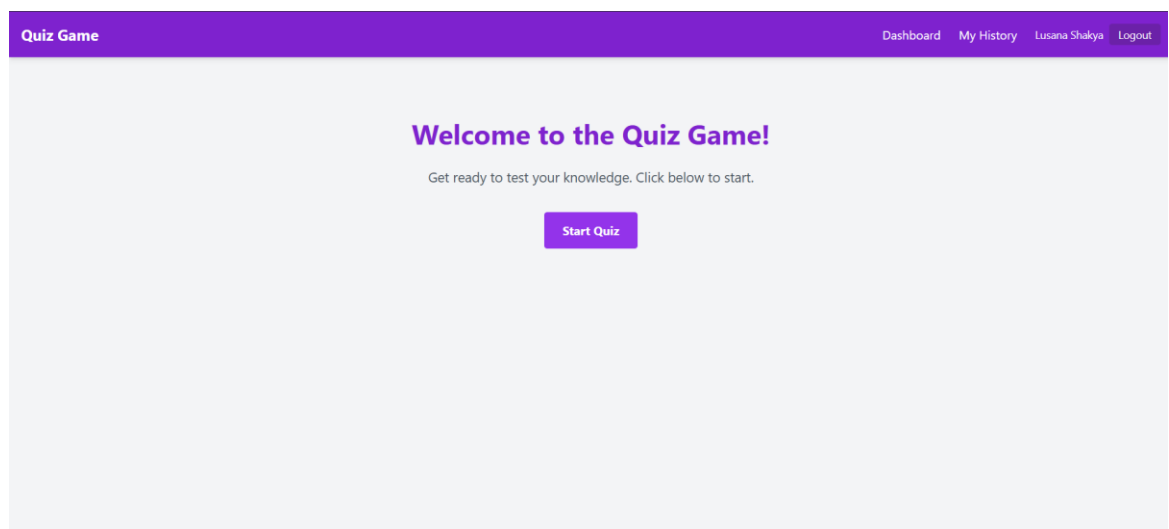 Quiz Game
Dashboard My History Lusana Shakya Logout
Welcome to the Quiz Game!
Get ready to test your knowledge. Click below to start.
Start Quiz